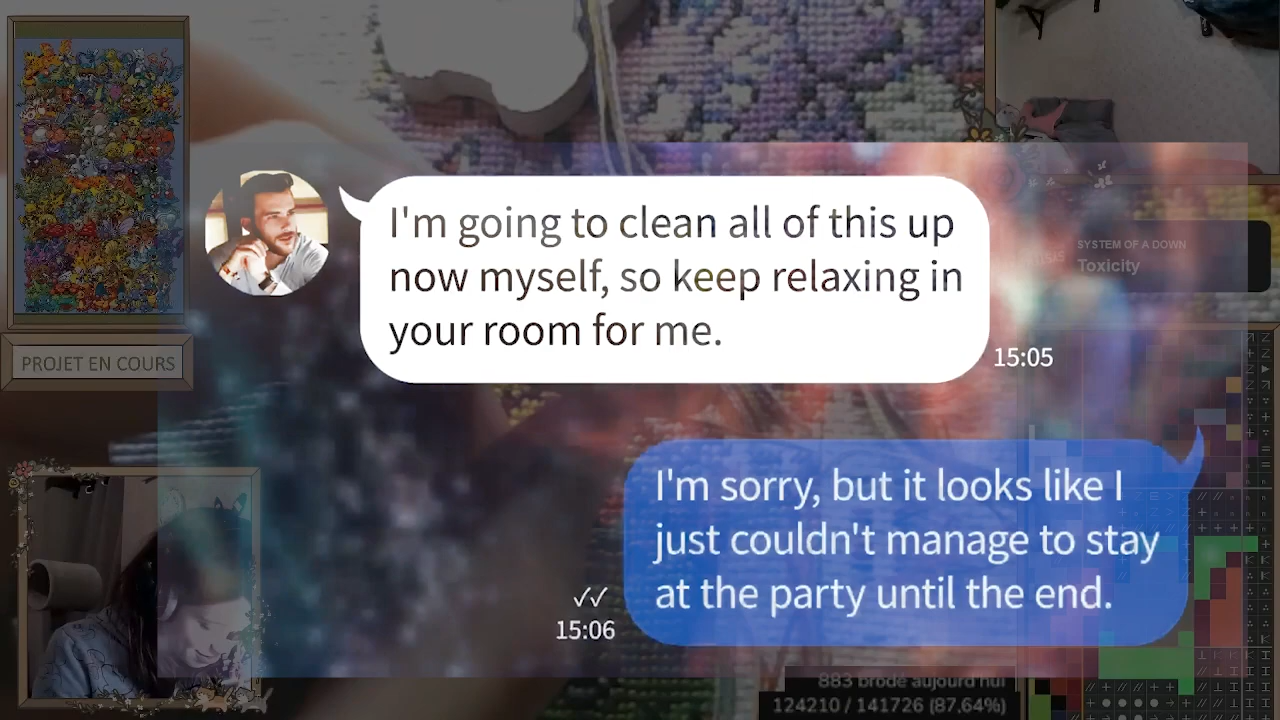 I'm going to clean all of this up
now myself, so keep relaxing in
your room for me.
15:05
I'm sorry, but it looks like I
just couldn't manage to stay
at the party until the end.
15:06
SYSTEM OF A DOWN
Toxicity
PROJET EN COURS
883 brodé aujourd'hui
124210 / 141726 (87,64%)